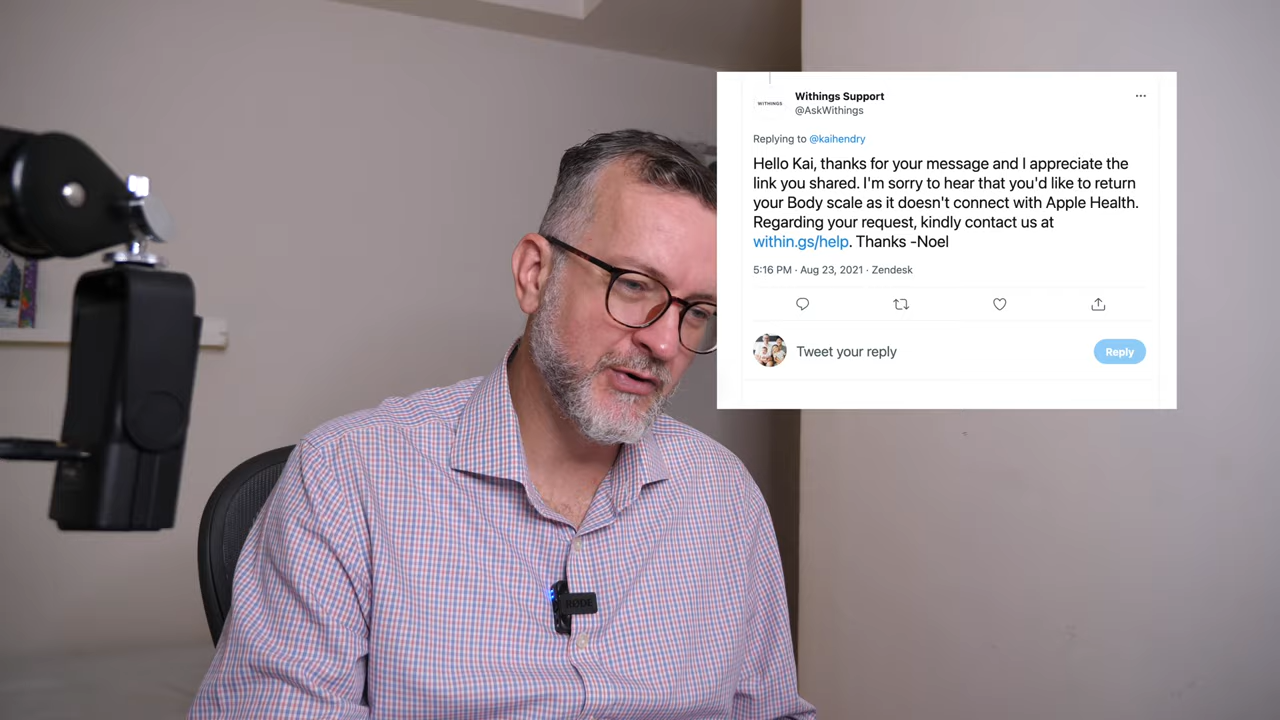 WITHINGS
Withings Support
@AskWithings
Replying to @kaihendry
Hello Kai, thanks for your message and I appreciate the
link you shared. I'm sorry to hear that you'd like to return
your Body scale as it doesn't connect with Apple Health.
Regarding your request, kindly contact us at
within.gs/help. Thanks -Noel
5:16 PM · Aug 23, 2021 · Zendesk
Tweet your reply
Reply
RØDE